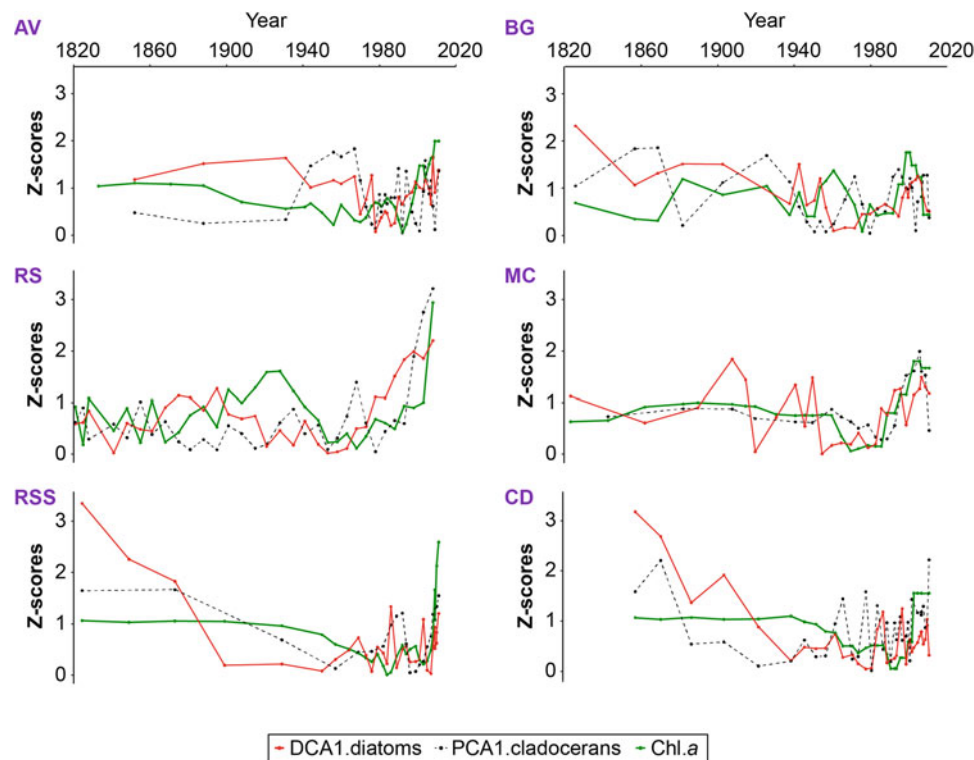 AV
Year
1820 1860 1900 1940 1980 2020
Z-scores
3
2
1
0
BG
Year
1820 1860 1900 1940 1980 2020
Z-scores
3
2
1
0
RS
Z-scores
3
2
1
0
MC
Z-scores
3
2
1
0
RSS
Z-scores
3
2
1
0
CD
Z-scores
3
2
1
0
DCA1.diatoms PCA1.cladocerans Chl.a